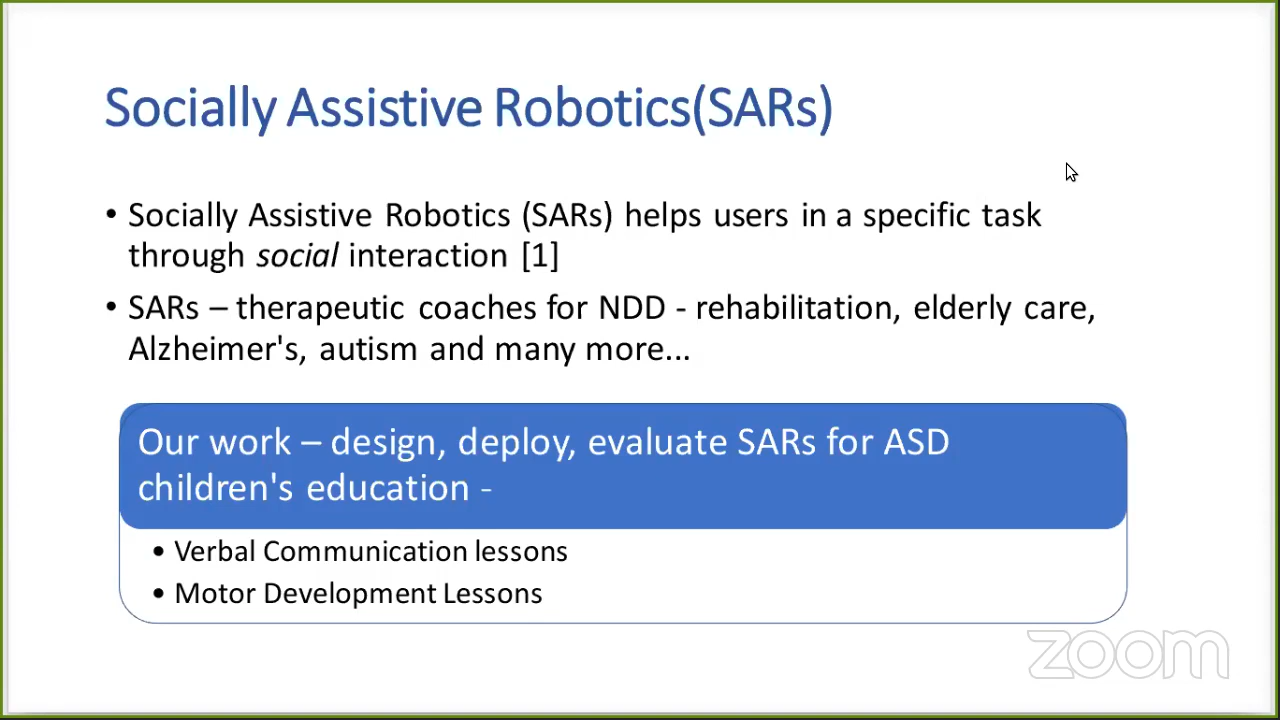 Socially Assistive Robotics(SARs)
• Socially Assistive Robotics (SARs) helps users in a specific task
through social interaction [1]
• SARs – therapeutic coaches for NDD - rehabilitation, elderly care,
Alzheimer's, autism and many more...
Our work – design, deploy, evaluate SARs for ASD
children's education -
• Verbal Communication lessons
• Motor Development Lessons
zoom